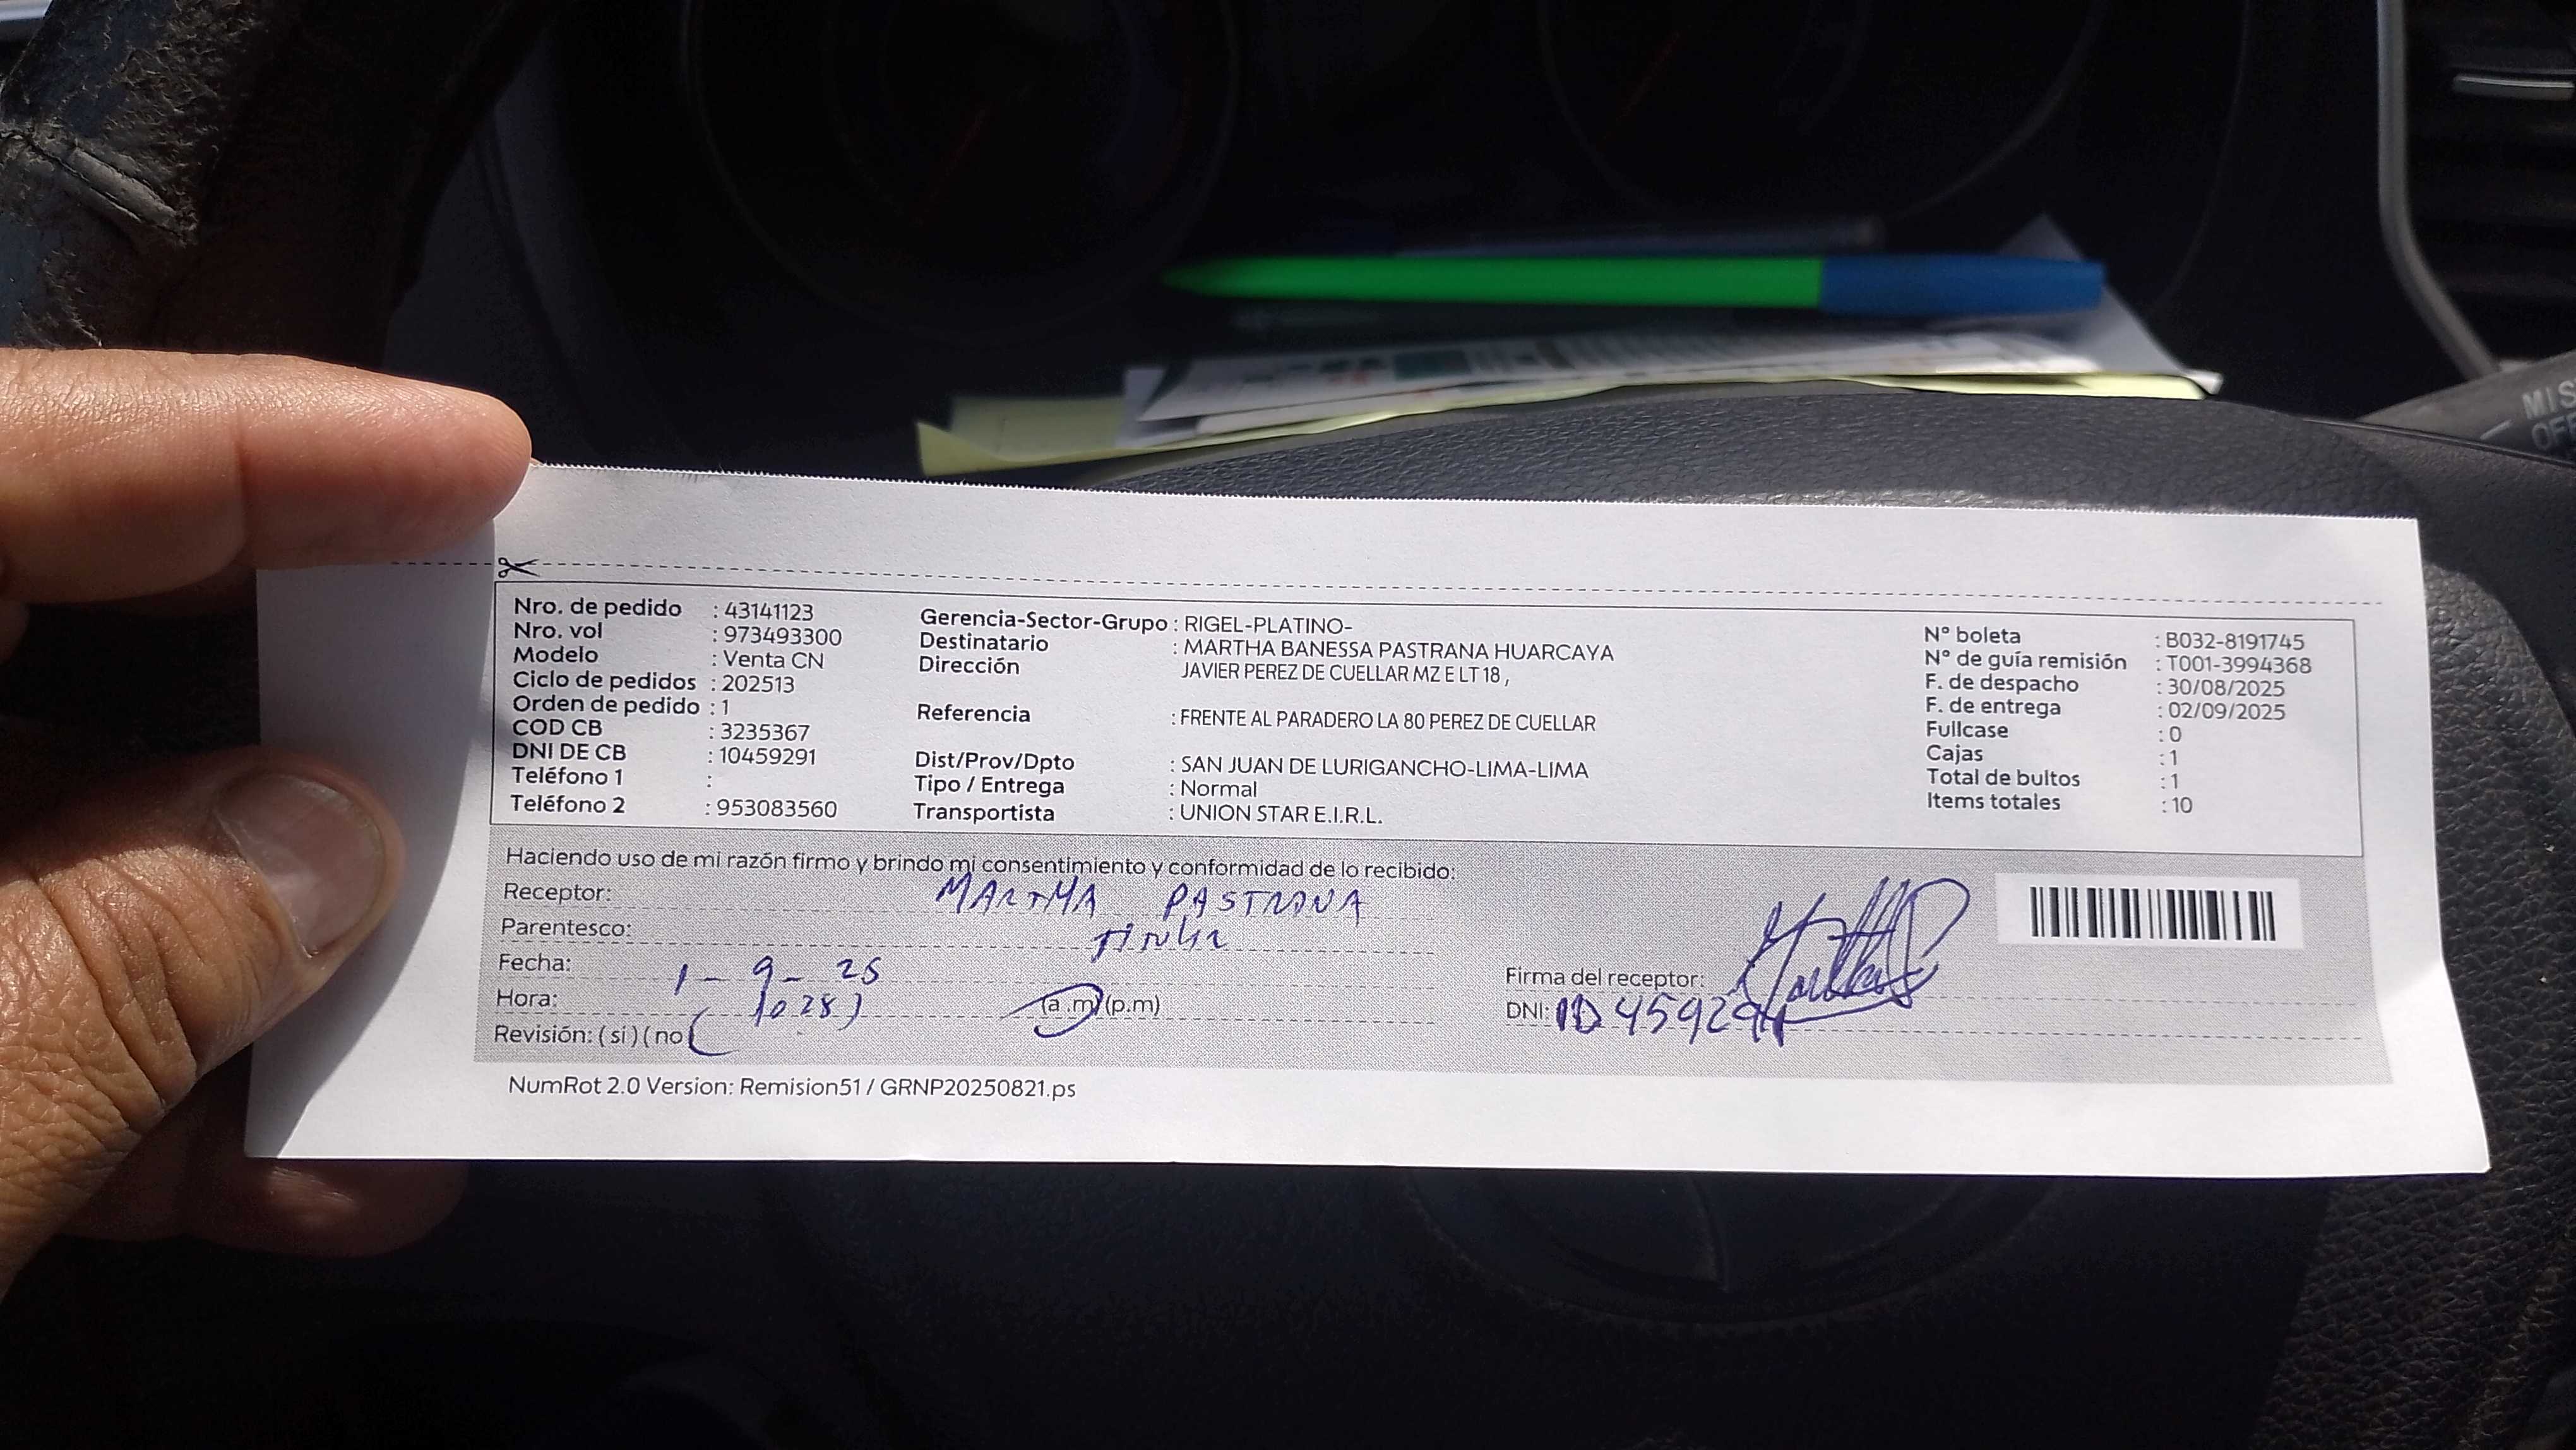 Nro. de pedido : 43141123
Nro. vol : 973493300
Modelo : Venta CN
Ciclo de pedidos : 202513
Orden de pedido : 1
COD CB : 3235367
DNI DE CB : 10459291
Teléfono 1 :
Teléfono 2 : 953083560
Gerencia-Sector-Grupo : RIGEL-PLATINO-
Destinatario : MARTHA BANESSA PASTRANA HUARCAYA
Dirección JAVIER PEREZ DE CUELLAR MZ E LT 18 ,
Referencia : FRENTE AL PARADERO LA 80 PEREZ DE CUELLAR
Dist/Prov/Dpto : SAN JUAN DE LURIGANCHO-LIMA-LIMA
Tipo / Entrega : Normal
Transportista : UNION STAR E.I.R.L.
N° boleta : B032-8191745
N° de guía remisión : T001-3994368
F. de despacho : 30/08/2025
F. de entrega : 02/09/2025
Fullcase : 0
Cajas : 1
Total de bultos : 1
Items totales : 10
Haciendo uso de mi razón firmo y brindo mi consentimiento y conformidad de lo recibido:
Receptor: MARTHA PASTRANA
Parentesco:
Fecha: 1-9-25
Hora: 1028 (a.m) (p.m)
Revisión: ( si ) ( no
Firma del receptor:
DNI: 10459291
NumRot 2.0 Version: Remision51 / GRNP20250821.ps
MIS
OF